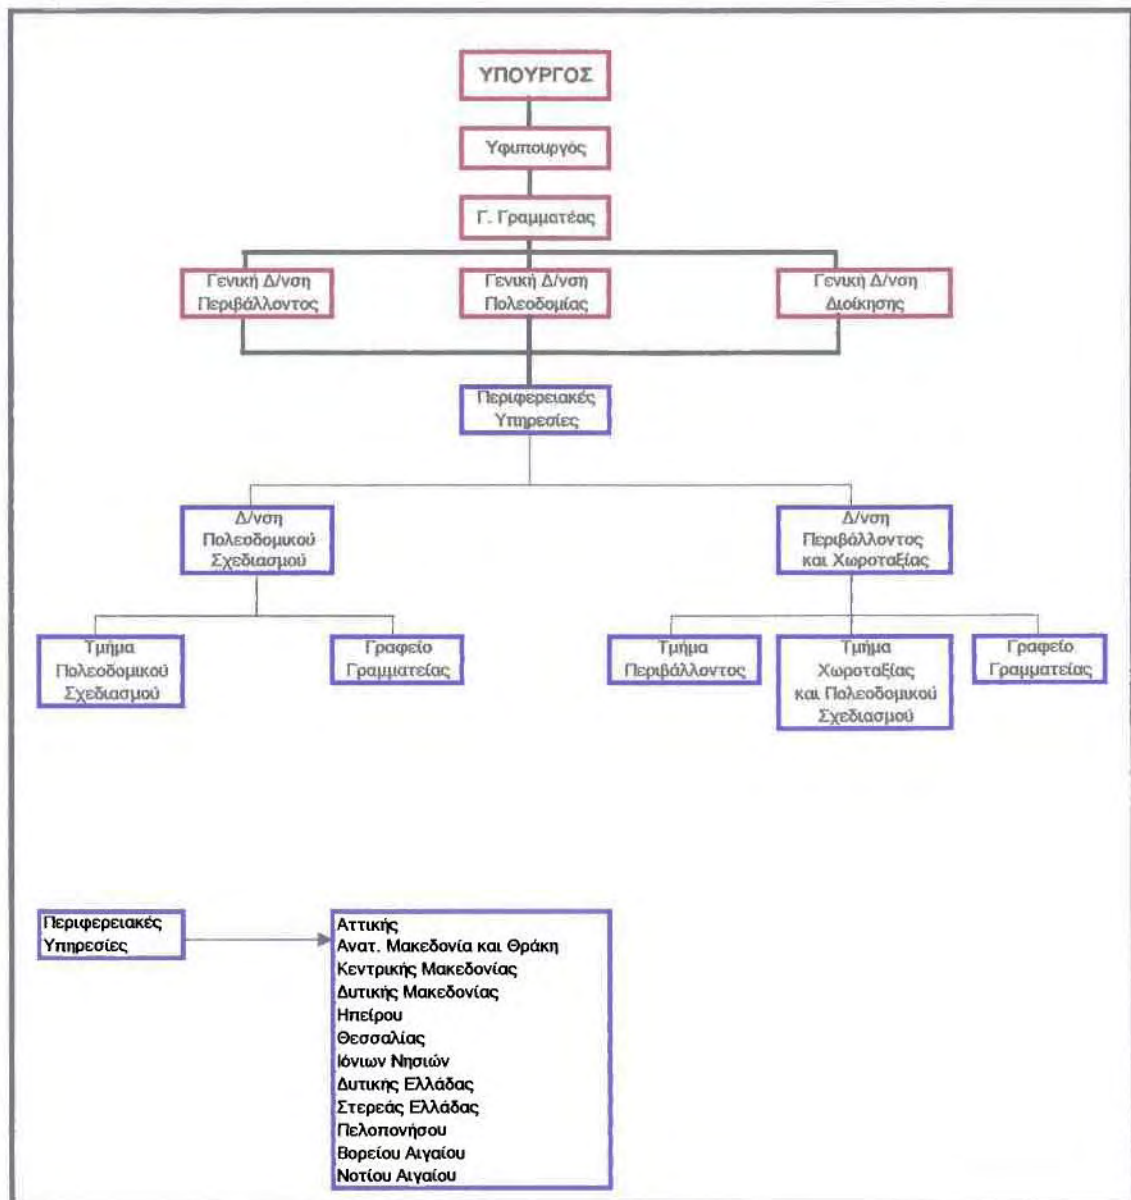 ΥΠΟΥΡΓΟΣ
Υφυπουργός
Γ. Γραμματέας
Γενική Δ/νση
Περιβάλλοντος
Γενική Δ/νση
Πολεοδομίας
Γενική Δ/νση
Διοίκησης
Περιφερειακές
Υπηρεσίες
Δ/νση
Πολεοδομικού
Σχεδιασμού
Δ/νση
Περιβάλλοντος
και Χωροταξίας
Τμήμα
Πολεοδομικού
Σχεδιασμού
Γραφείο
Γραμματείας
Τμήμα
Περιβάλλοντος
Τμήμα
Χωροταξίας
και Πολεοδομικού
Σχεδιασμού
Γραφείο
Γραμματείας
Περιφερειακές
Υπηρεσίες
Αττικής
Ανατ. Μακεδονία και Θράκη
Κεντρικής Μακεδονίας
Δυτικής Μακεδονίας
Ηπείρου
Θεσσαλίας
Ιόνιων Νησιών
Δυτικής Ελλάδας
Στερεάς Ελλάδας
Πελοπονήσου
Βορείου Αιγαίου
Νοτίου Αιγαίου